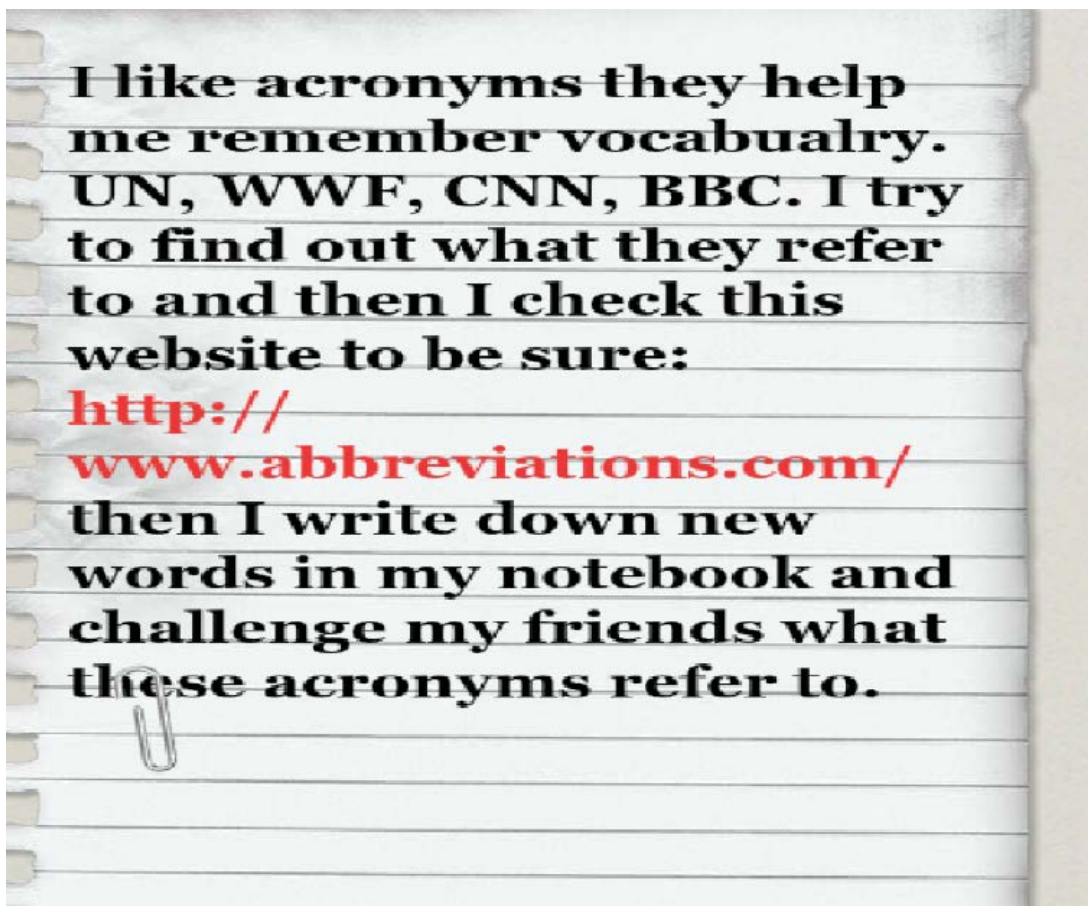 I like acronyms they help
me remember vocabualry.
UN, WWF, CNN, BBC. I try
to find out what they refer
to and then I check this
website to be sure:
http://
www.abbreviations.com/
then I write down new
words in my notebook and
challenge my friends what
these acronyms refer to.